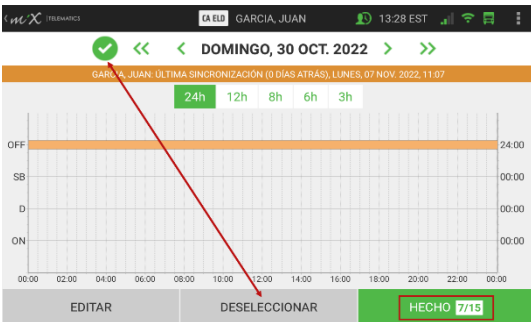 MiX TELEMATICS CA ELD GARCIA, JUAN 13:28 EST
<< < DOMINGO, 30 OCT. 2022 > >>
GARCIA, JUAN: ÚLTIMA SINCRONIZACIÓN (0 DÍAS ATRÁS), LUNES, 07 NOV. 2022, 11:07
24h 12h 8h 6h 3h
OFF 24:00
SB 00:00
D 00:00
ON 00:00
00:00 02:00 04:00 06:00 08:00 10:00 12:00 14:00 16:00 18:00 20:00 22:00 00:00
EDITAR DESELECCIONAR HECHO 7/15